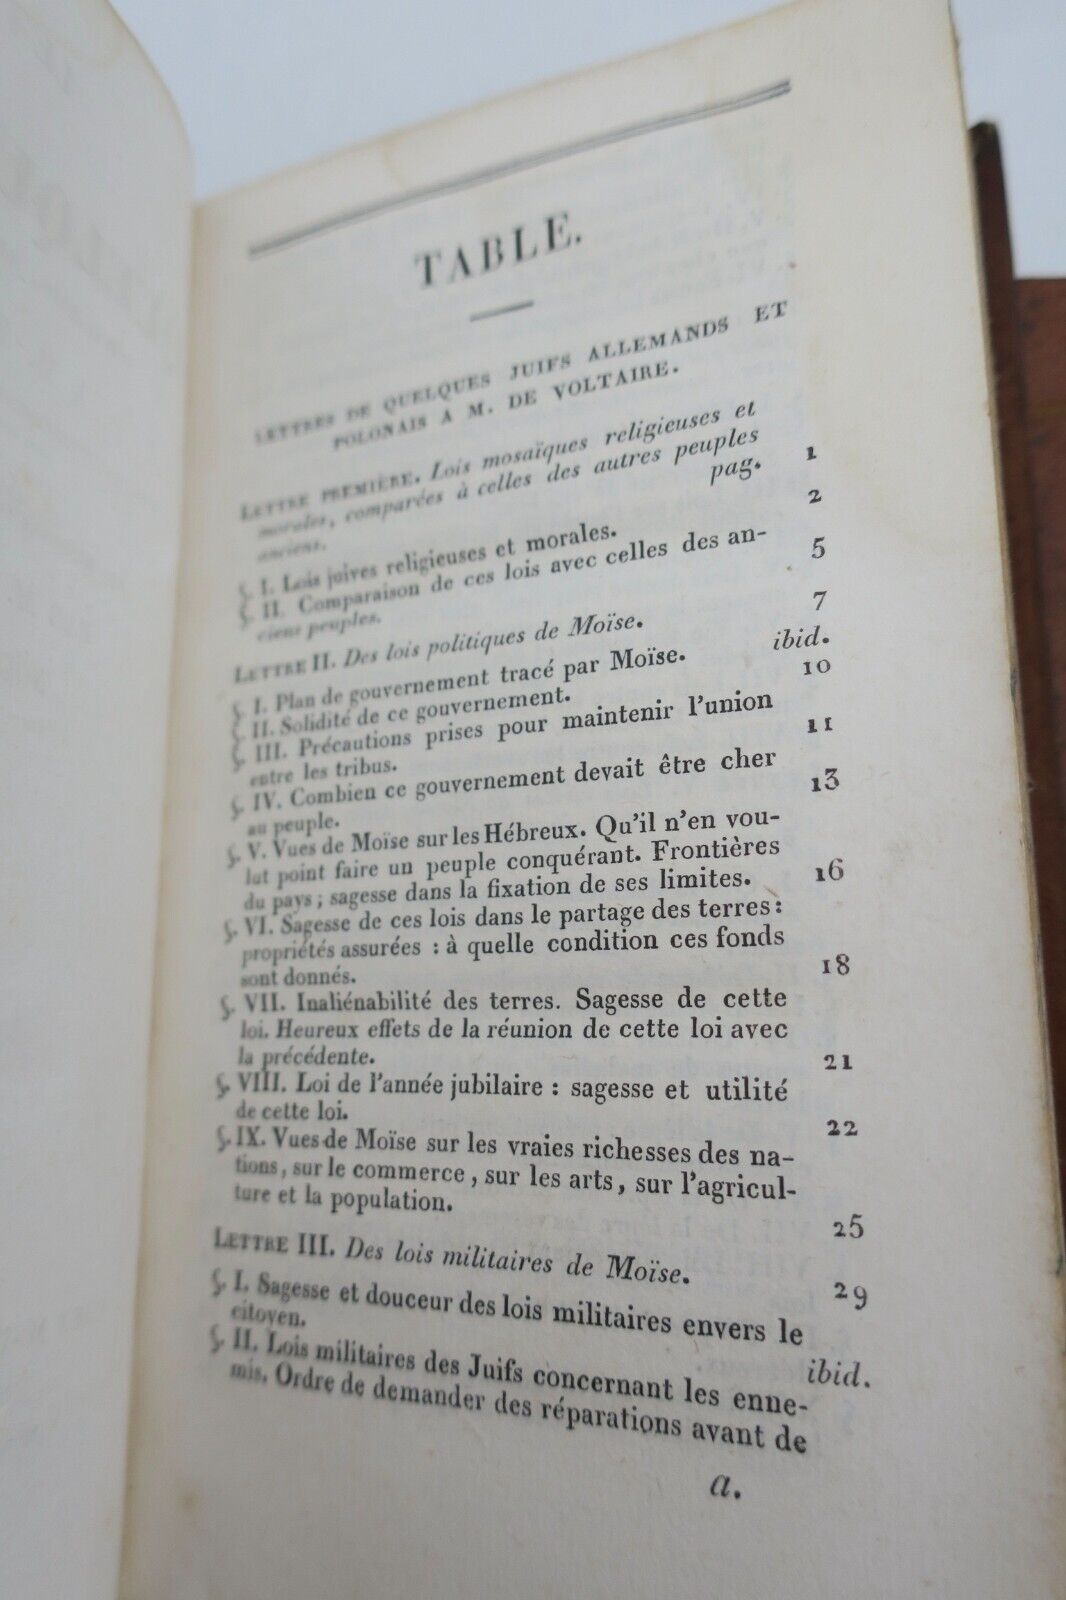 TABLE.
LETTRES DE QUELQUES JUIFS ALLEMANDS ET
POLONAIS A M. DE VOLTAIRE.
LETTRE PREMIÈRE. Lois mosaïques religieuses et
morales, comparées à celles des autres peuples
anciens. pag. 1
§. I. Lois juives religieuses et morales. 2
§. II. Comparaison de ces lois avec celles des an-
ciens peuples. 5
LETTRE II. Des lois politiques de Moïse. 7
§. I. Plan de gouvernement tracé par Moïse. ibid.
§. II. Solidité de ce gouvernement. 10
§. III. Précautions prises pour maintenir l'union
entre les tribus. 11
§. IV. Combien ce gouvernement devait être cher
au peuple. 13
§. V. Vues de Moïse sur les Hébreux. Qu'il n'en vou-
lut point faire un peuple conquérant. Frontières
du pays; sagesse dans la fixation de ses limites. 16
§. VI. Sagesse de ces lois dans le partage des terres:
propriétés assurées : à quelle condition ces fonds
sont donnés. 18
§. VII. Inaliénabilité des terres. Sagesse de cette
loi. Heureux effets de la réunion de cette loi avec
la précédente. 21
§. VIII. Loi de l'année jubilaire : sagesse et utilité
de cette loi. 22
§. IX. Vues de Moïse sur les vraies richesses des na-
tions, sur le commerce, sur les arts, sur l'agricul-
ture et la population. 25
LETTRE III. Des lois militaires de Moïse. 29
§. I. Sagesse et douceur des lois militaires envers le
citoyen. ibid.
§. II. Lois militaires des Juifs concernant les enne-
mis. Ordre de demander des réparations avant de
a.